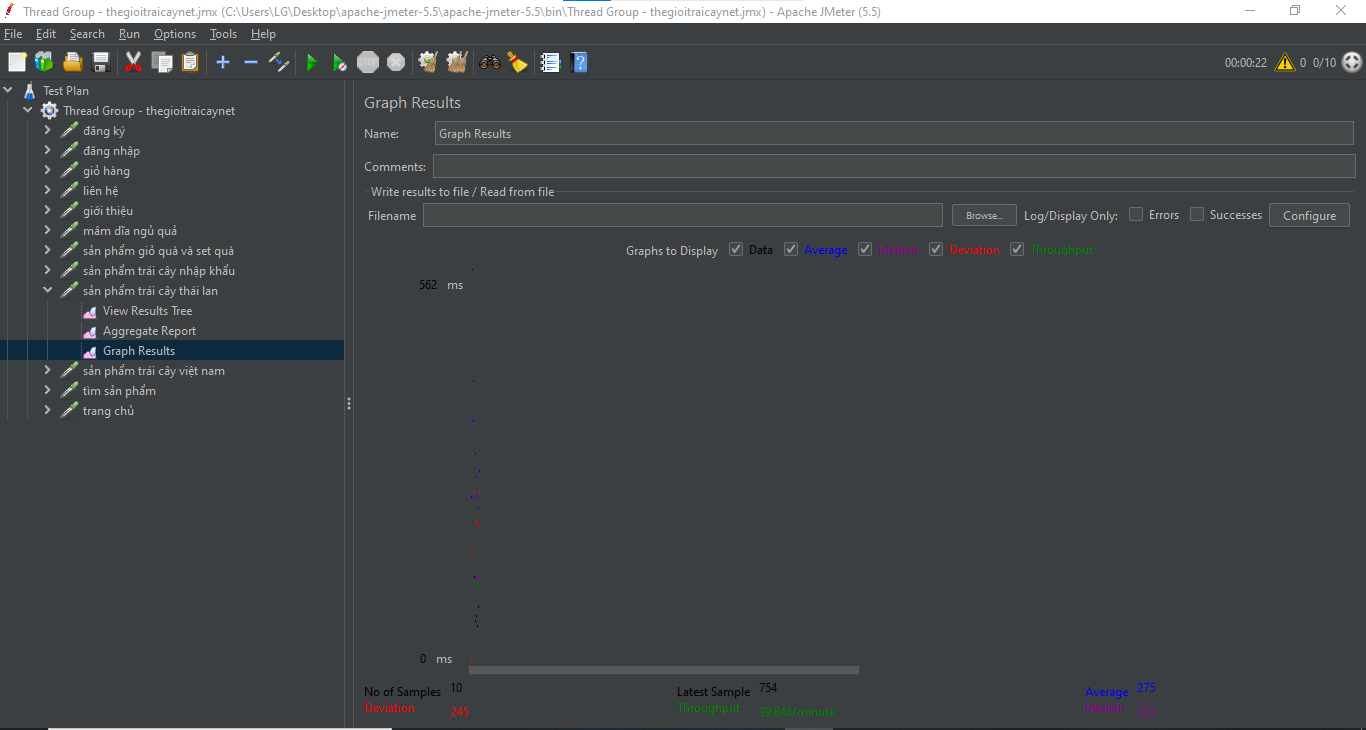 Thread Group - thegioitraicaynet.jmx (C:\Users\LG\Desktop\apache-jmeter-5.5\apache-jmeter-5.5\bin\Thread Group - thegioitraicaynet.jmx) - Apache JMeter (5.5)
File Edit Search Run Options Tools Help
STOP 00:00:22 0 0/10
Test Plan
Thread Group - thegioitraicaynet
đăng ký
đăng nhập
giỏ hàng
liên hệ
giới thiệu
mâm dĩa ngủ quả
sản phẩm giỏ quà và set quà
sản phẩm trái cây nhập khẩu
sản phẩm trái cây thái lan
View Results Tree
Aggregate Report
Graph Results
sản phẩm trái cây việt nam
tìm sản phẩm
trang chủ
Graph Results
Name: Graph Results
Comments:
Write results to file / Read from file
Filename Browse... Log/Display Only: Errors Successes Configure
Graphs to Display Data Average Median Deviation Throughput
562 ms
0 ms
No of Samples 10 Latest Sample 754 Average 275
Deviation 245 Throughput 39.846/minute Median